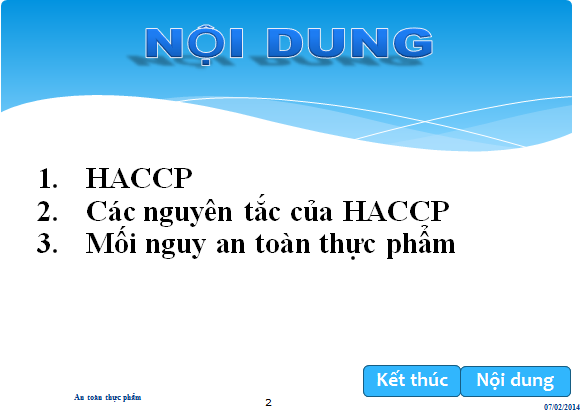 NỘI DUNG
1. HACCP
2. Các nguyên tắc của HACCP
3. Mối nguy an toàn thực phẩm
Kết thúc Nội dung
An toàn thực phẩm
2
07/02/2014